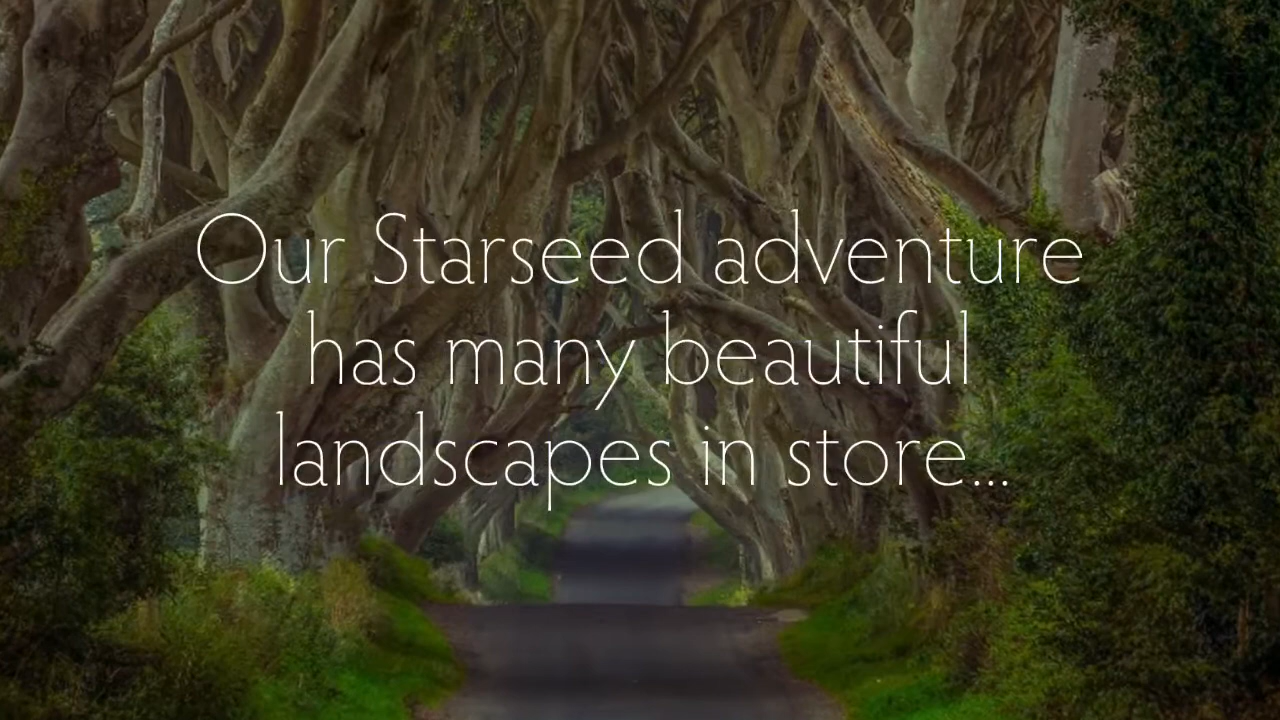 Our Starseed adventure
has many beautiful
landscapes in store...